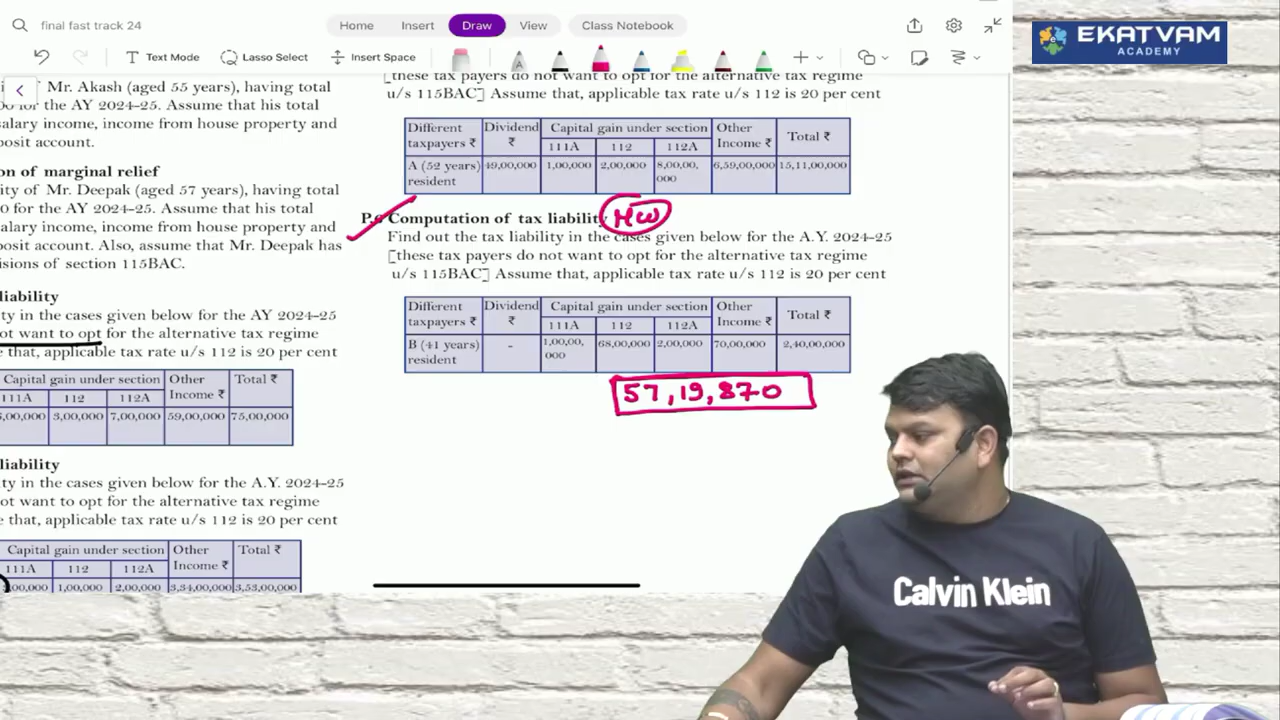 final fast track 24
Home Insert Draw View Class Notebook
Text Mode Lasso Select Insert Space
EKATVAM
ACADEMY
Mr. Akash (aged 55 years), having total
for the AY 2024-25. Assume that his total
salary income, income from house property and
posit account.
on of marginal relief
ity of Mr. Deepak (aged 57 years), having total
0 for the AY 2024-25. Assume that his total
salary income, income from house property and
posit account. Also, assume that Mr. Deepak has
isions of section 115BAC.
liability
ty in the cases given below for the AY 2024-25
ot want to opt for the alternative tax regime
e that, applicable tax rate u/s 112 is 20 per cent
Capital gain under section Other Income ₹ Total ₹
111A 112 112A
5,00,000 3,00,000 7,00,000 59,00,000 75,00,000
liability
ty in the cases given below for the A.Y. 2024-25
ot want to opt for the alternative tax regime
e that, applicable tax rate u/s 112 is 20 per cent
Capital gain under section Other Income ₹ Total ₹
111A 112 112A
,00,000 1,00,000 2,00,000 3,34,00,000 3,53,00,000
[these tax payers do not want to opt for the alternative tax regime
u/s 115BAC] Assume that, applicable tax rate u/s 112 is 20 per cent
Different taxpayers ₹ Dividend ₹ Capital gain under section Other Income ₹ Total ₹
111A 112 112A
A (52 years) resident 49,00,000 1,00,000 2,00,000 8,00,00,000 6,59,00,000 15,11,00,000
P.6 Computation of tax liability HW
Find out the tax liability in the cases given below for the A.Y. 2024-25
[these tax payers do not want to opt for the alternative tax regime
u/s 115BAC] Assume that, applicable tax rate u/s 112 is 20 per cent
Different taxpayers ₹ Dividend ₹ Capital gain under section Other Income ₹ Total ₹
111A 112 112A
B (41 years) resident - 1,00,00,000 68,00,000 2,00,000 70,00,000 2,40,00,000
57,19,870
Calvin Klein